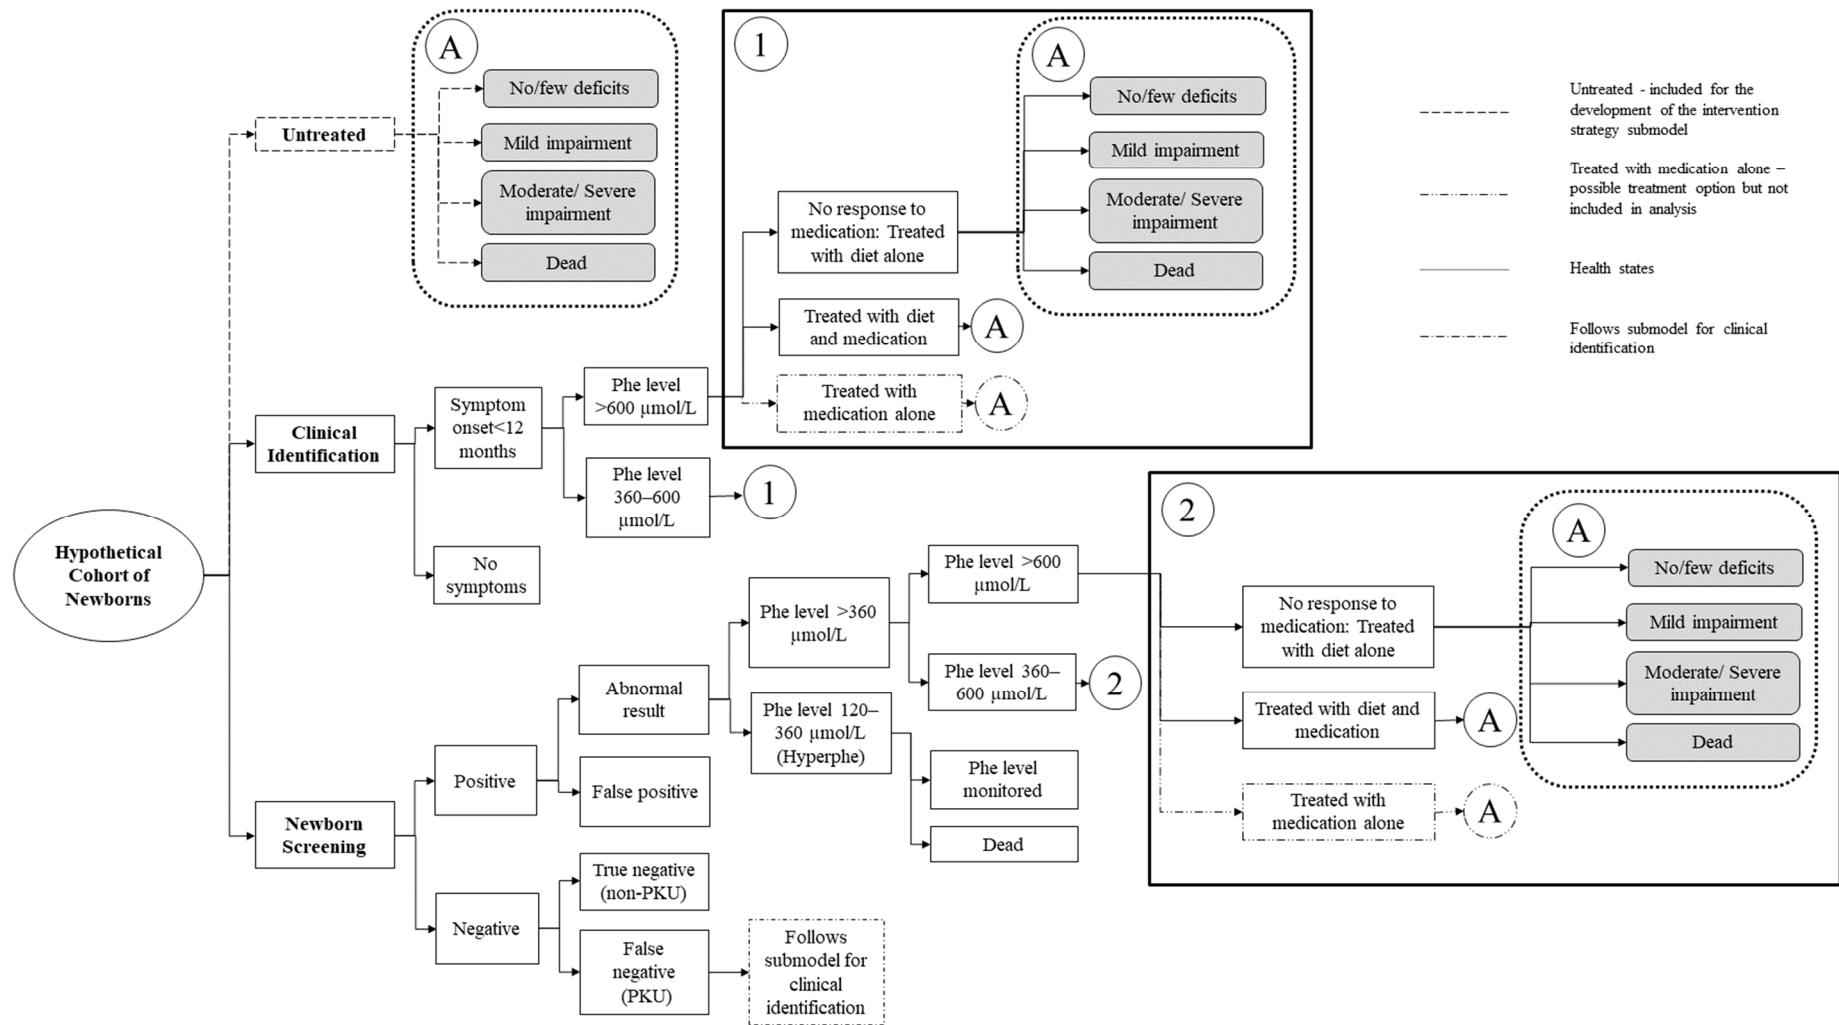 A
No/few deficits
Mild impairment
Moderate/ Severe
impairment
Dead
Untreated
1
A
No/few deficits
Mild impairment
Moderate/ Severe
impairment
Dead
No response to
medication: Treated
with diet alone
Treated with diet
and medication
A
Treated with
medication alone
A
Untreated - included for the
development of the intervention
strategy submodel
Treated with medication alone –
possible treatment option but not
included in analysis
Health states
Follows submodel for clinical
identification
Hypothetical
Cohort of
Newborns
Clinical
Identification
Symptom
onset<12
months
No
symptoms
Phe level
>600 µmol/L
Phe level
360–600
µmol/L
1
Newborn
Screening
Positive
Negative
Abnormal
result
False positive
True negative
(non-PKU)
False
negative
(PKU)
Follows
submodel for
clinical
identification
Phe level >360
µmol/L
Phe level 120–
360 µmol/L
(Hyperphe)
Phe level >600
µmol/L
Phe level 360–
600 µmol/L
2
Phe level
monitored
Dead
2
No response to
medication: Treated
with diet alone
Treated with diet and
medication
A
Treated with
medication alone
A
A
No/few deficits
Mild impairment
Moderate/ Severe
impairment
Dead